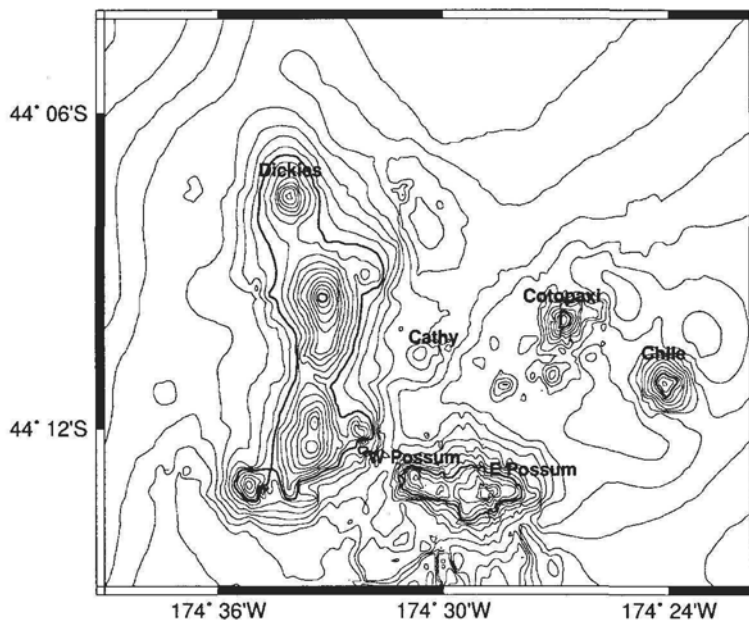 44° 06'S
Dickies
Cotopaxi
Cathy
Chile
44° 12'S
W Possum
E Possum
174° 36'W
174° 30'W
174° 24'W